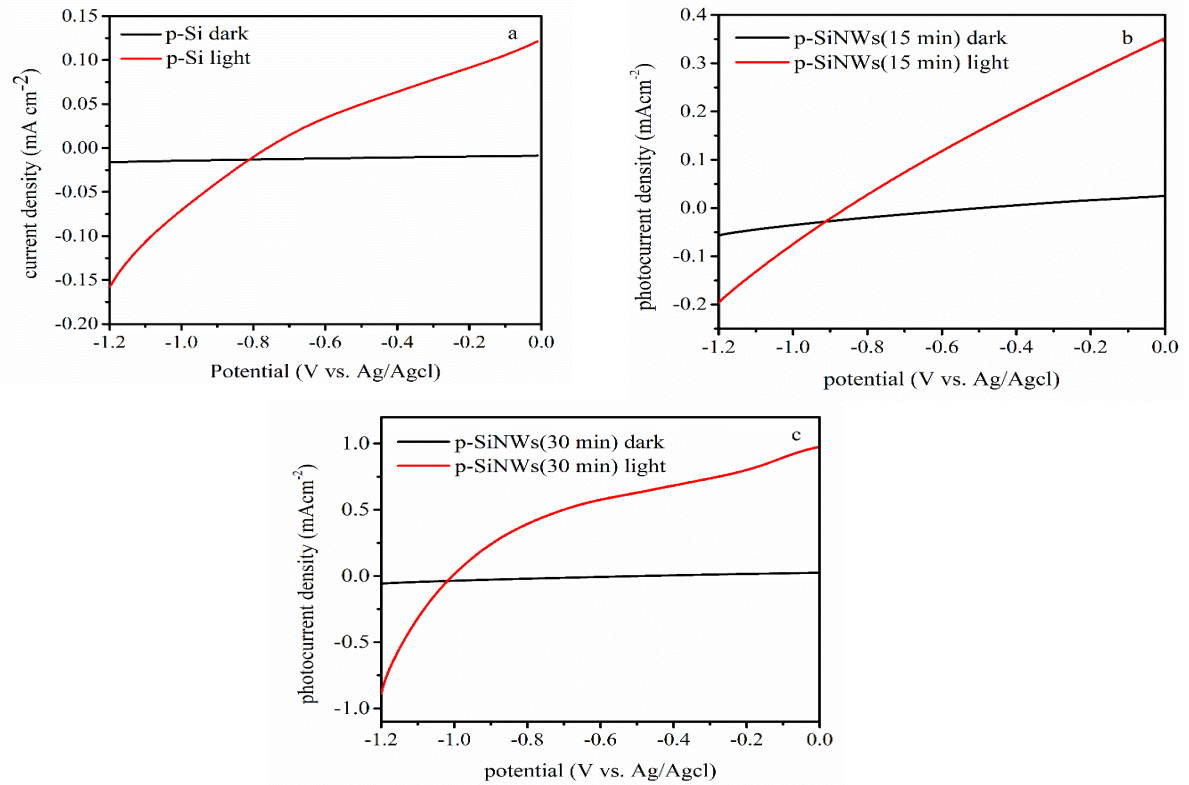 a
p-Si dark
p-Si light
current density (mA cm-2)
0.15
0.10
0.05
0.00
-0.05
-0.10
-0.15
-0.20
-1.2 -1.0 -0.8 -0.6 -0.4 -0.2 0.0
Potential (V vs. Ag/Agcl)
b
p-SiNWs(15 min) dark
p-SiNWs(15 min) light
photocurrent density (mAcm-2)
0.4
0.3
0.2
0.1
0.0
-0.1
-0.2
-1.2 -1.0 -0.8 -0.6 -0.4 -0.2 0.0
potential (V vs. Ag/Agcl)
c
p-SiNWs(30 min) dark
p-SiNWs(30 min) light
photocurrent density (mAcm-2)
1.0
0.5
0.0
-0.5
-1.0
-1.2 -1.0 -0.8 -0.6 -0.4 -0.2 0.0
potential (V vs. Ag/Agcl)